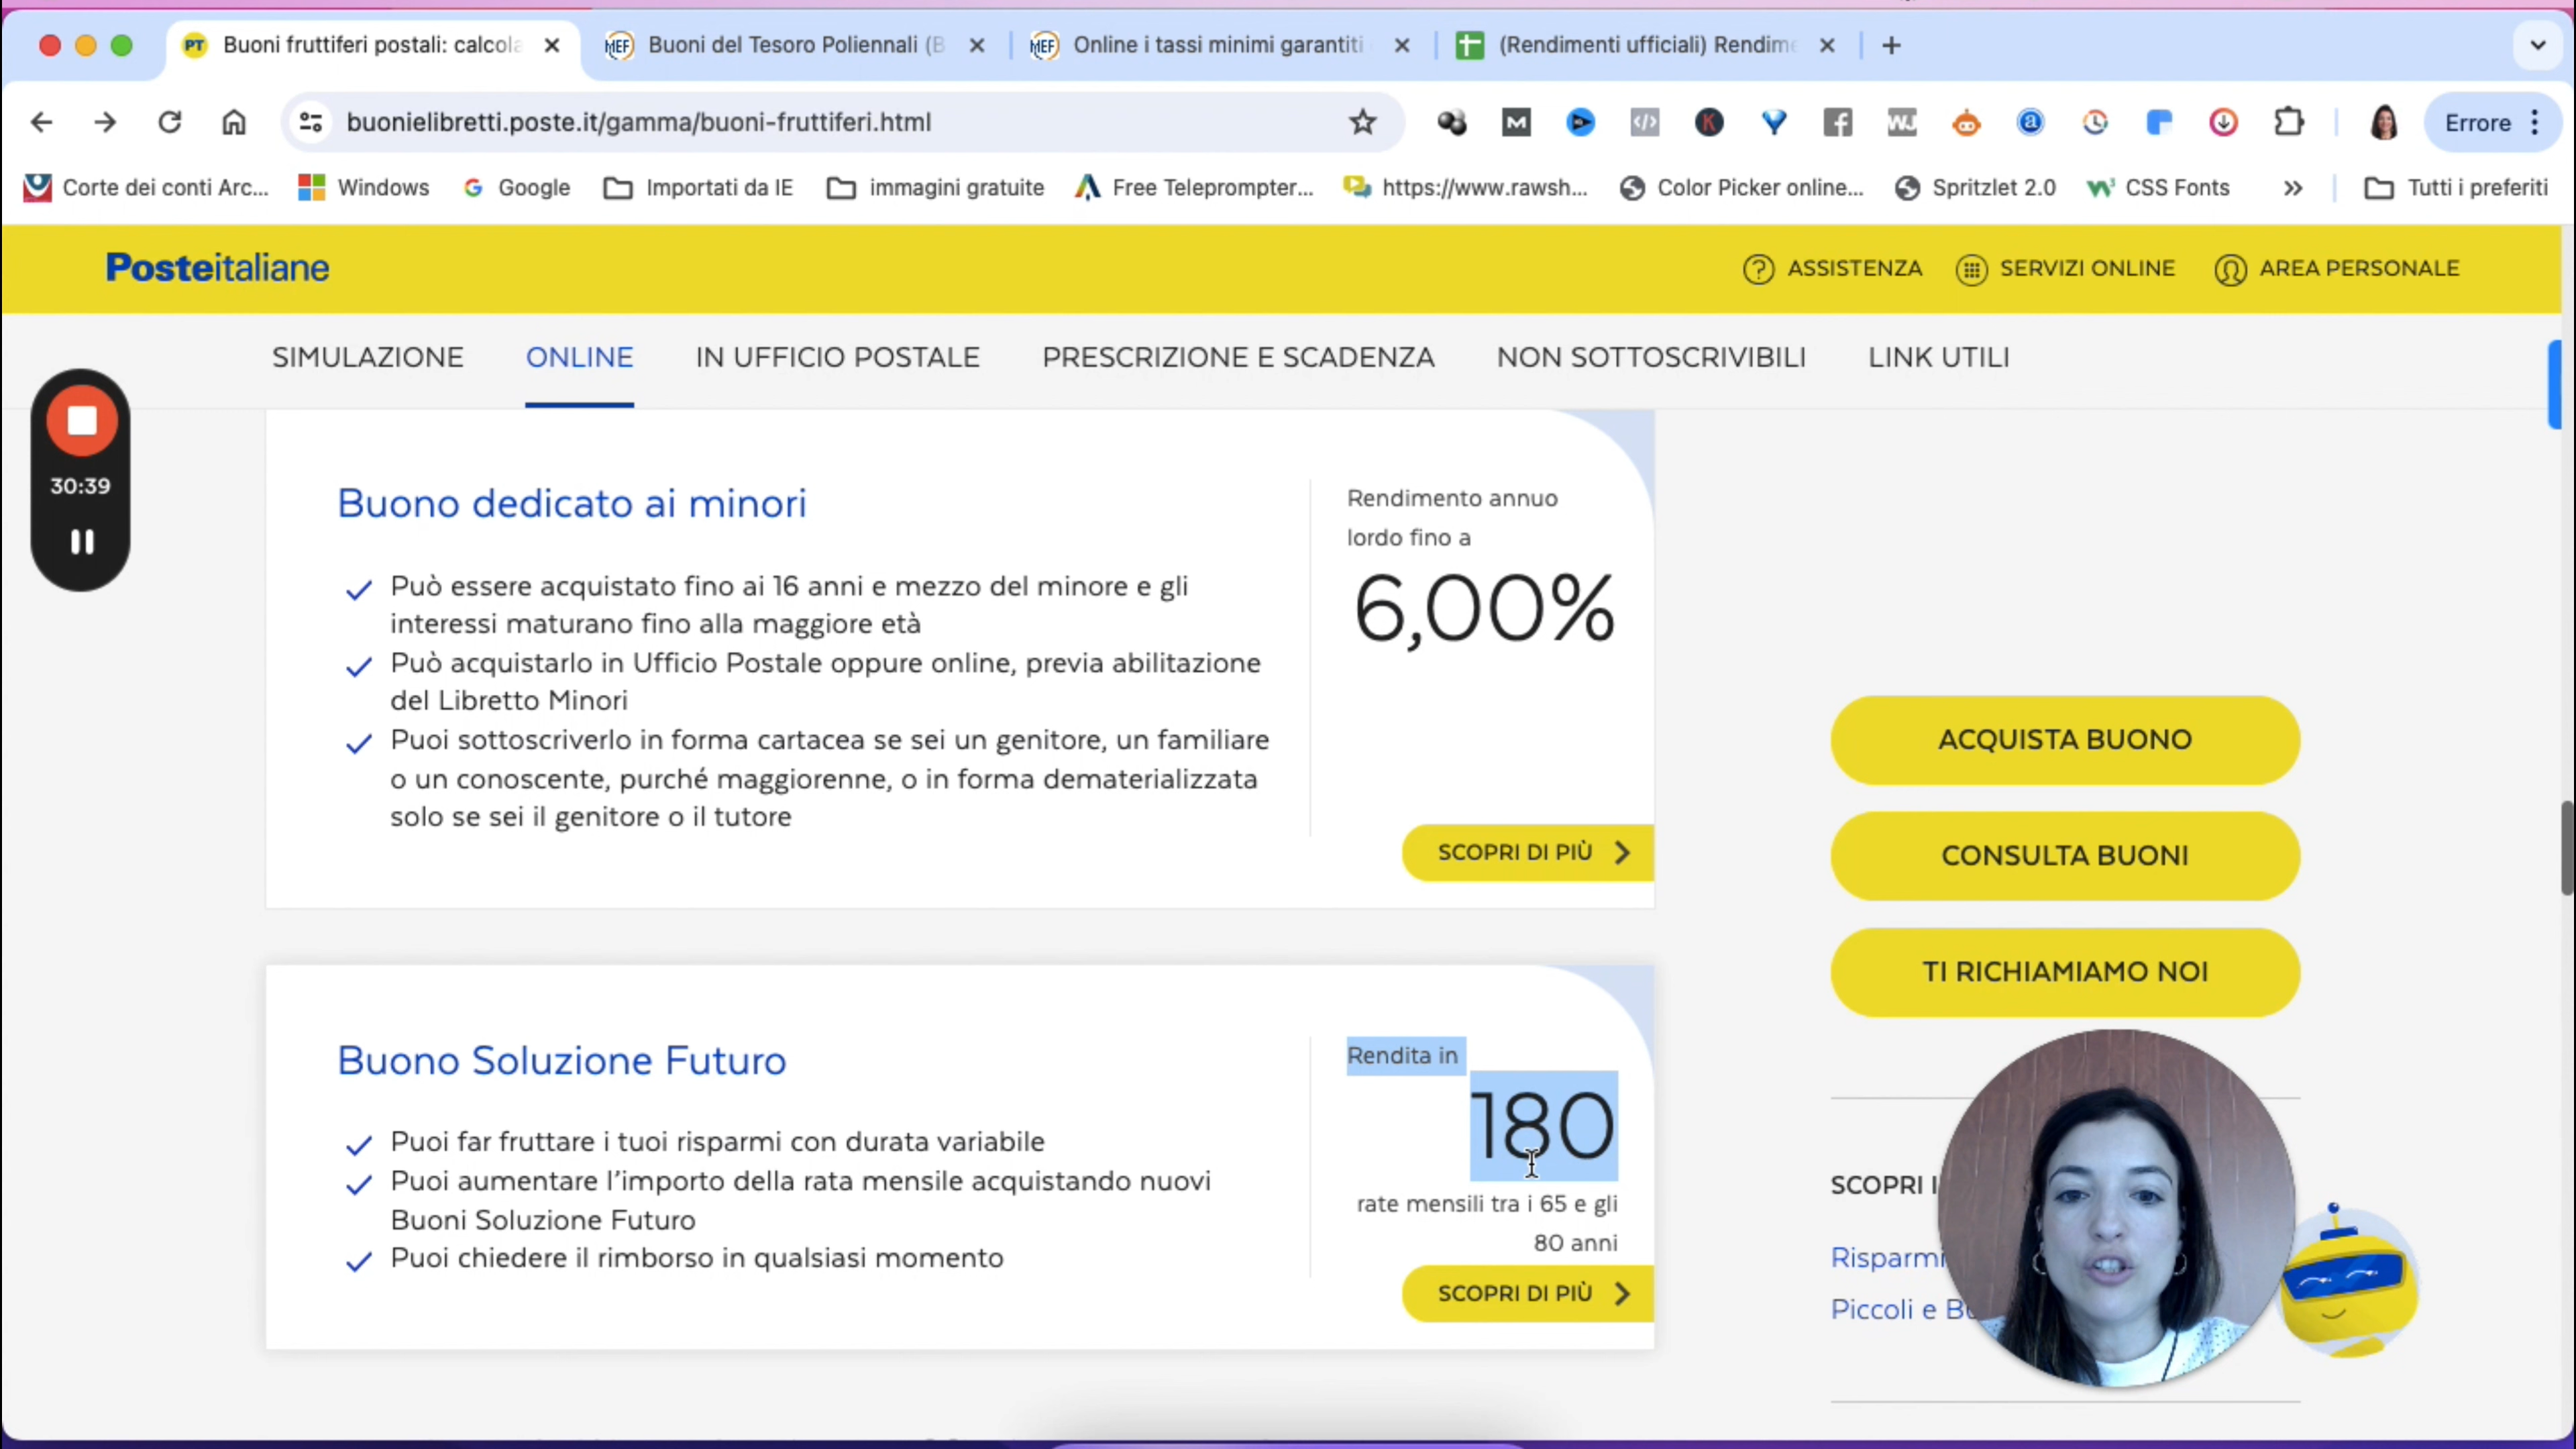 PT Buoni fruttiferi postali: calcola
MEF Buoni del Tesoro Poliennali (B
MEF Online i tassi minimi garantiti
(Rendimenti ufficiali) Rendime
buonielibretti.poste.it/gamma/buoni-fruttiferi.html
Errore
Corte dei conti Arc...
Windows
Google
Importati da IE
immagini gratuite
Free Teleprompter...
https://www.rawsh...
Color Picker online...
Spritzlet 2.0
CSS Fonts
Tutti i preferiti
Posteitaliane
ASSISTENZA
SERVIZI ONLINE
AREA PERSONALE
SIMULAZIONE
ONLINE
IN UFFICIO POSTALE
PRESCRIZIONE E SCADENZA
NON SOTTOSCRIVIBILI
LINK UTILI
30:39
Buono dedicato ai minori
Può essere acquistato fino ai 16 anni e mezzo del minore e gli
interessi maturano fino alla maggiore età
Può acquistarlo in Ufficio Postale oppure online, previa abilitazione
del Libretto Minori
Puoi sottoscriverlo in forma cartacea se sei un genitore, un familiare
o un conoscente, purché maggiorenne, o in forma dematerializzata
solo se sei il genitore o il tutore
Rendimento annuo
lordo fino a
6,00%
SCOPRI DI PIÙ
Buono Soluzione Futuro
Puoi far fruttare i tuoi risparmi con durata variabile
Puoi aumentare l'importo della rata mensile acquistando nuovi
Buoni Soluzione Futuro
Puoi chiedere il rimborso in qualsiasi momento
Rendita in
180
rate mensili tra i 65 e gli
80 anni
SCOPRI DI PIÙ
ACQUISTA BUONO
CONSULTA BUONI
TI RICHIAMIAMO NOI
SCOPRI
Risparmi
Piccoli e